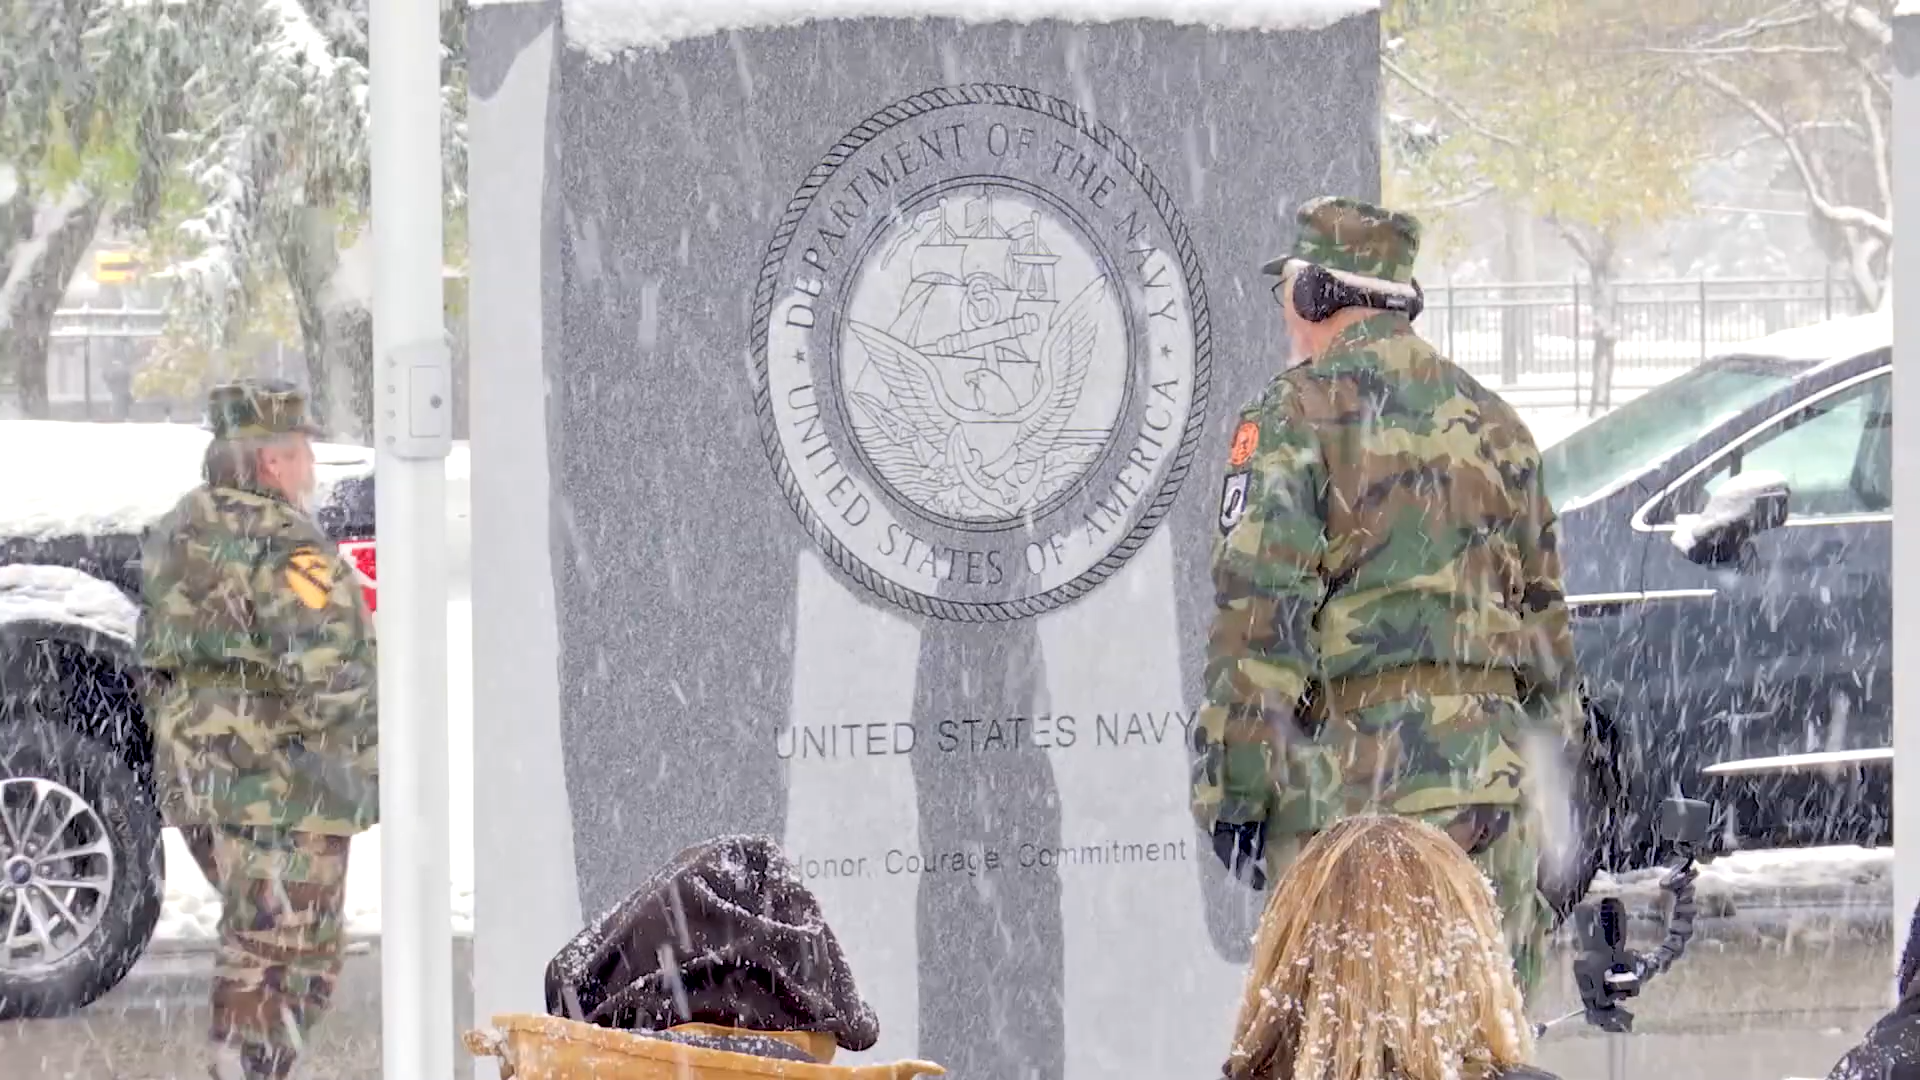 DEPARTMENT OF THE NAVY
UNITED STATES OF AMERICA
UNITED STATES NAVY
Honor, Courage, Commitment